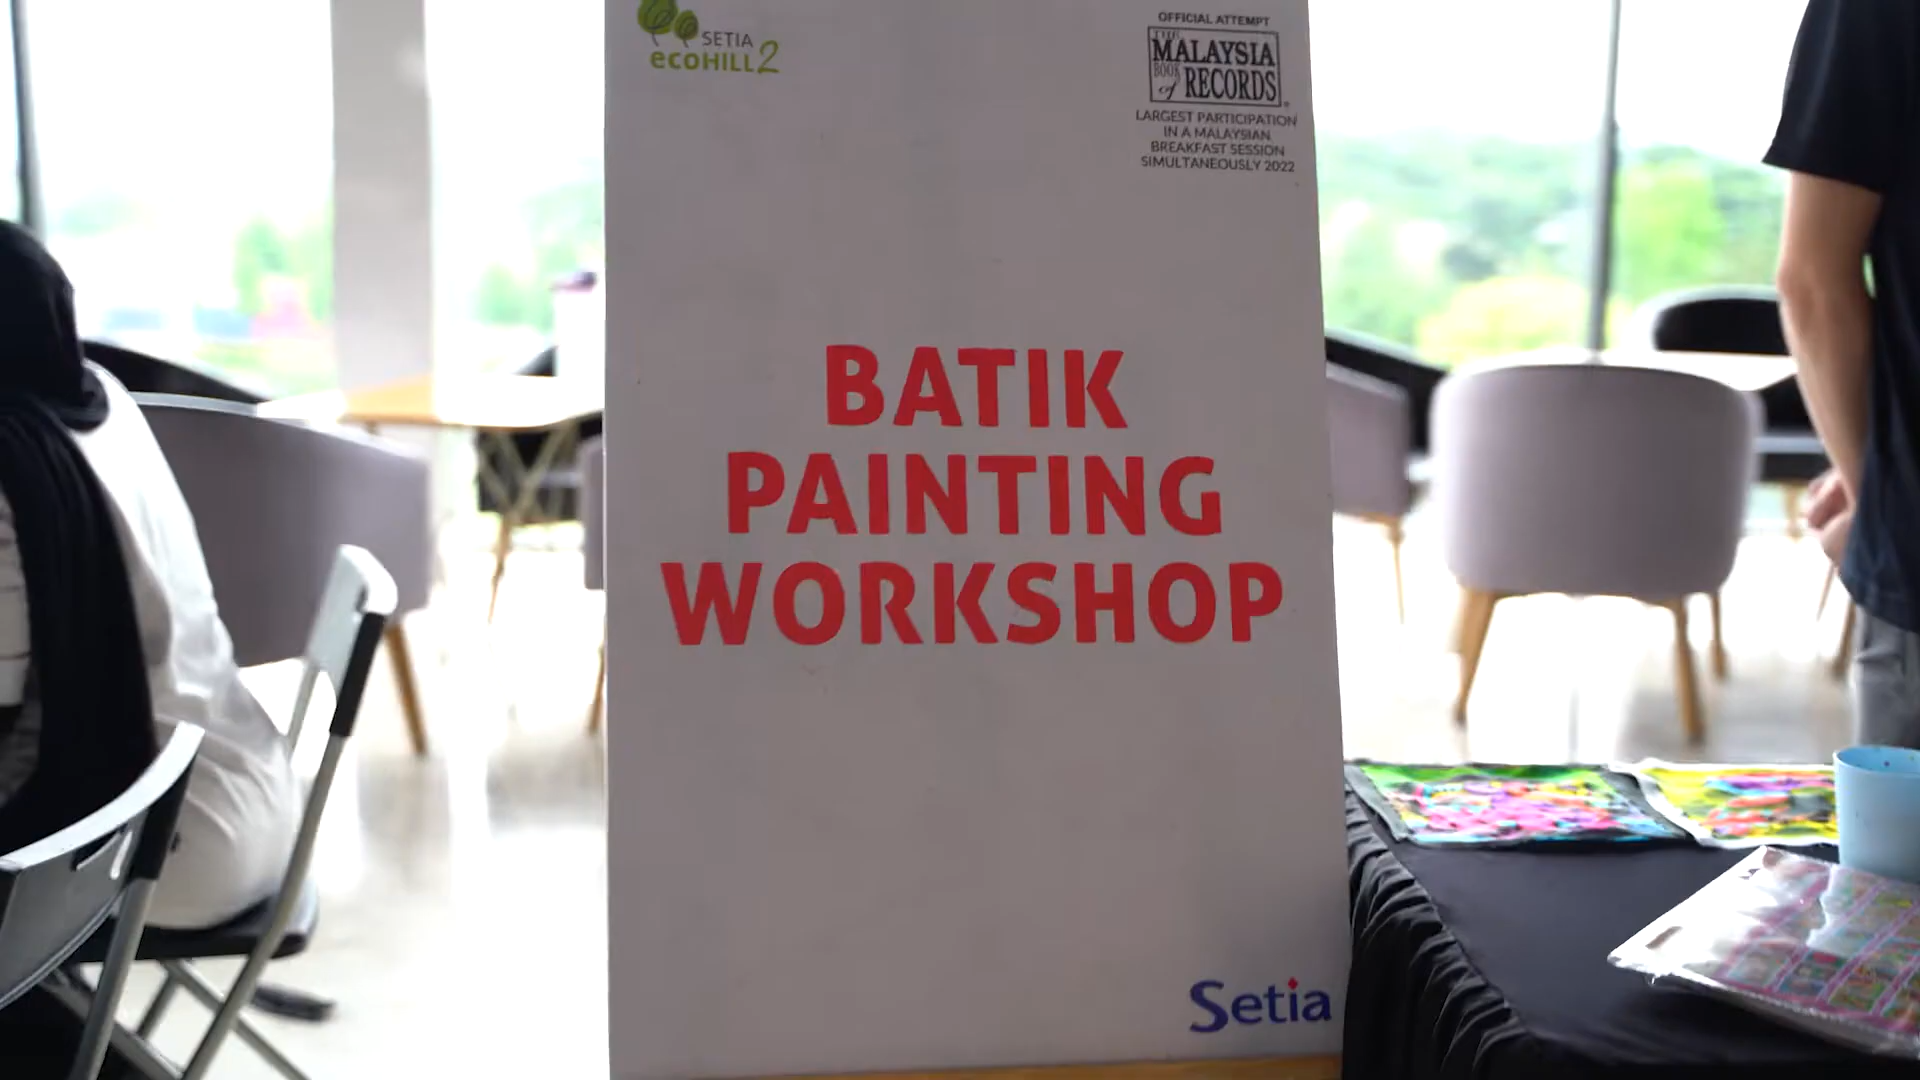 SETIA
ecoHILL2
OFFICIAL ATTEMPT
THE
MALAYSIA
BOOK
of RECORDS
LARGEST PARTICIPATION
IN A MALAYSIAN
BREAKFAST SESSION
SIMULTANEOUSLY 2022
BATIK
PAINTING
WORKSHOP
Setia